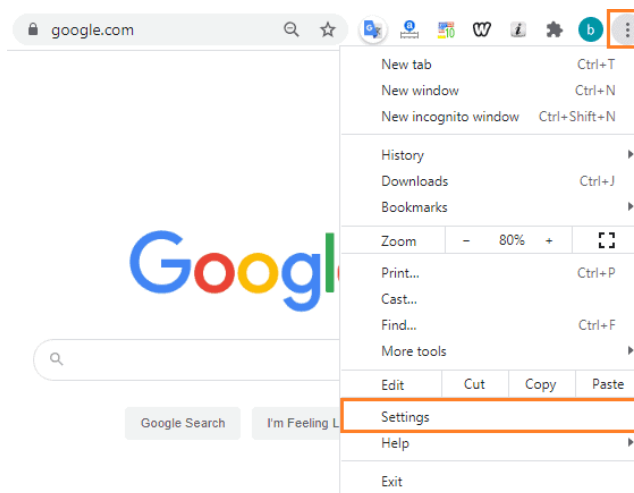 google.com
b
New tab Ctrl+T
New window Ctrl+N
New incognito window Ctrl+Shift+N
History
Downloads Ctrl+J
Bookmarks
Zoom - 80% +
Print... Ctrl+P
Cast...
Find... Ctrl+F
More tools
Edit Cut Copy Paste
Settings
Help
Exit
Googl
Google Search I'm Feeling L